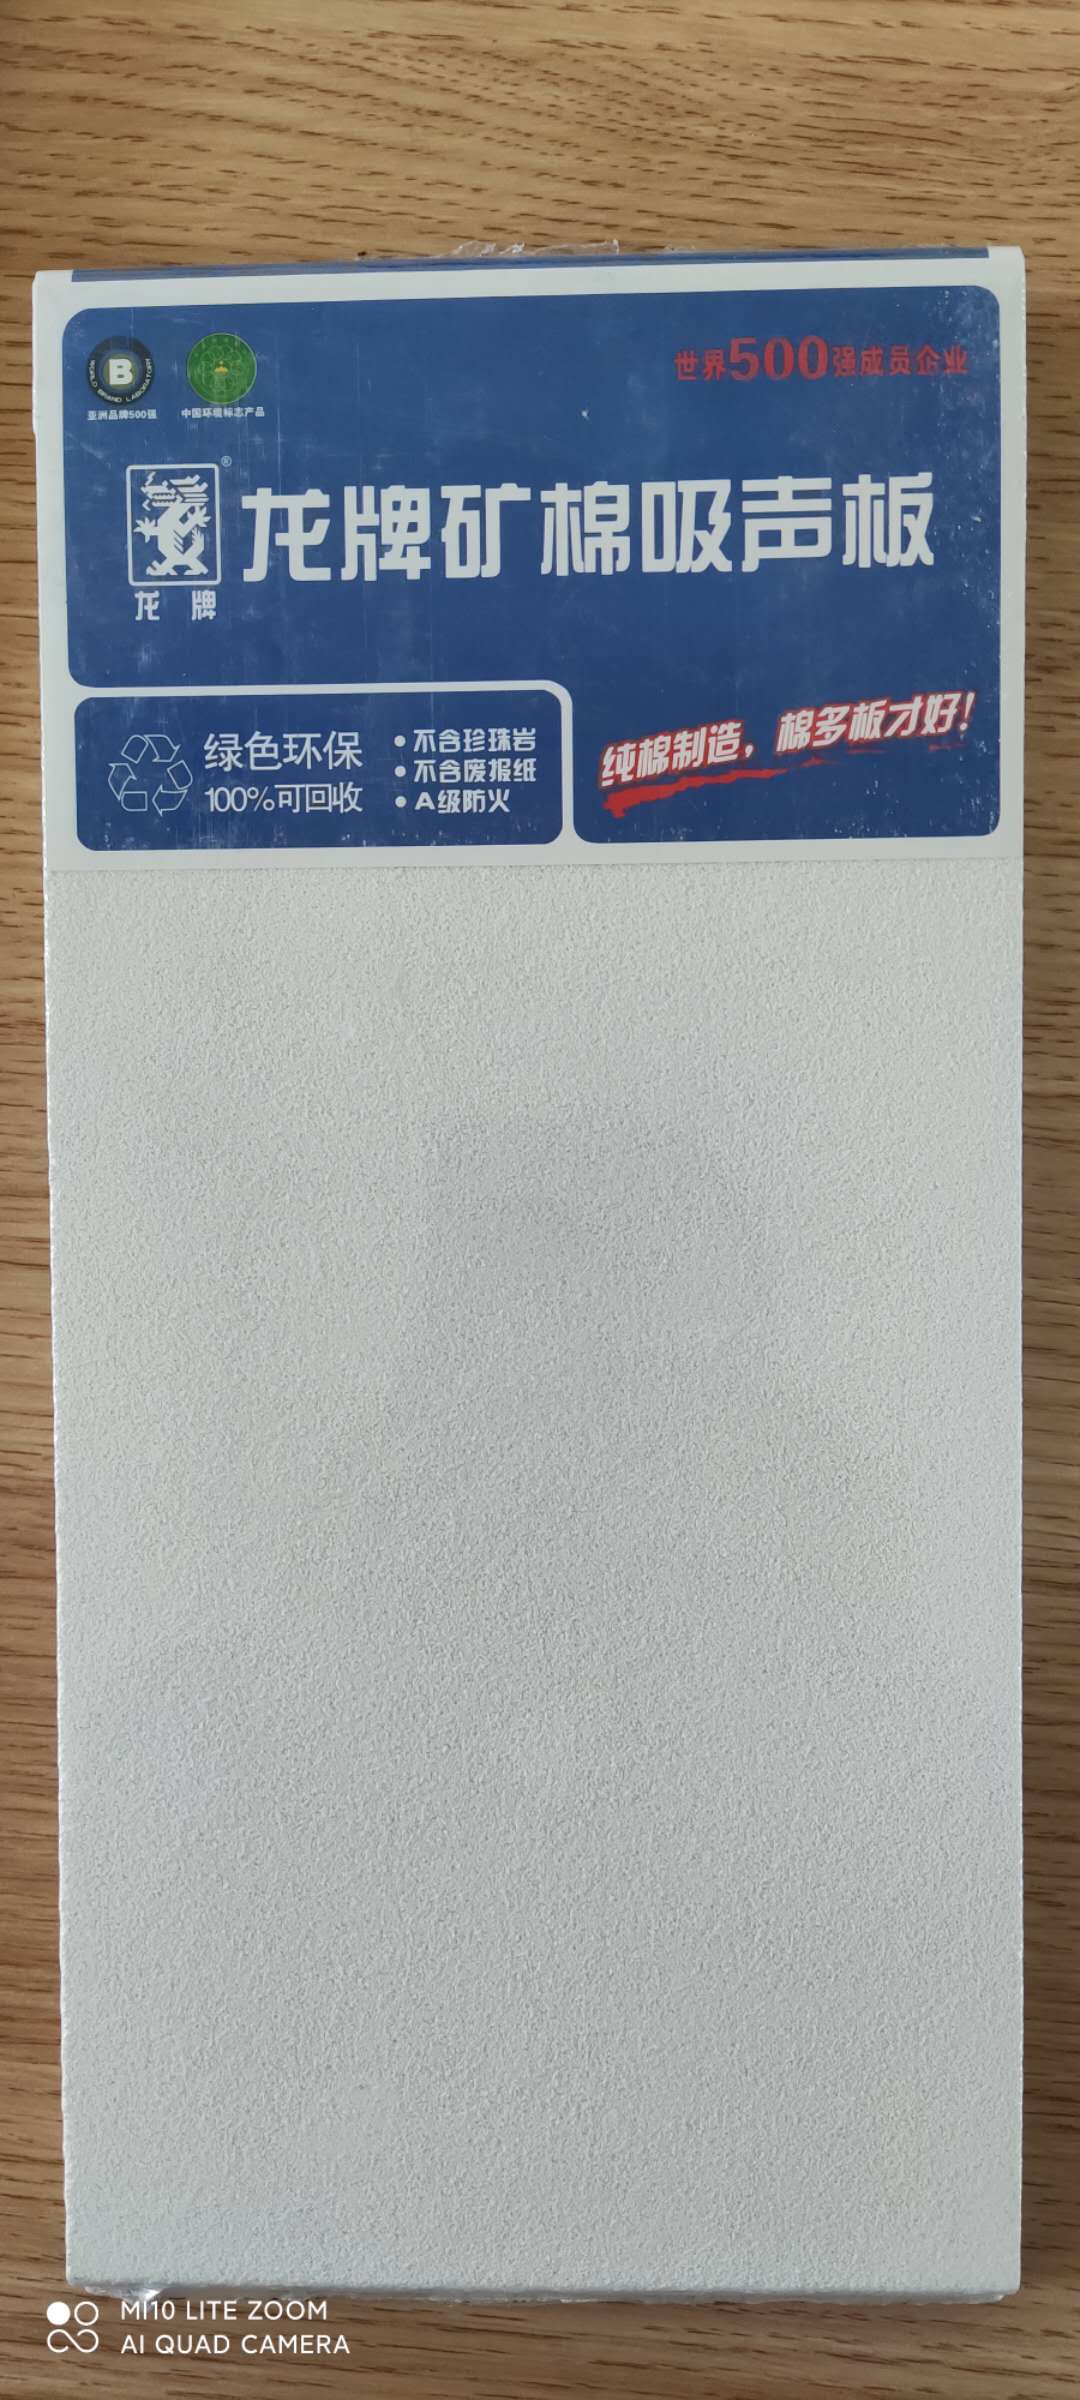 世界500强成员企业
B
WORLD BRAND LABORATORY
亚洲品牌500强
中国环境标志产品
®
龙牌
龙牌矿棉吸声板
绿色环保
100%可回收
• 不含珍珠岩
• 不含废报纸
• A级防火
纯棉制造，棉多板才好！
MI10 LITE ZOOM
AI QUAD CAMERA